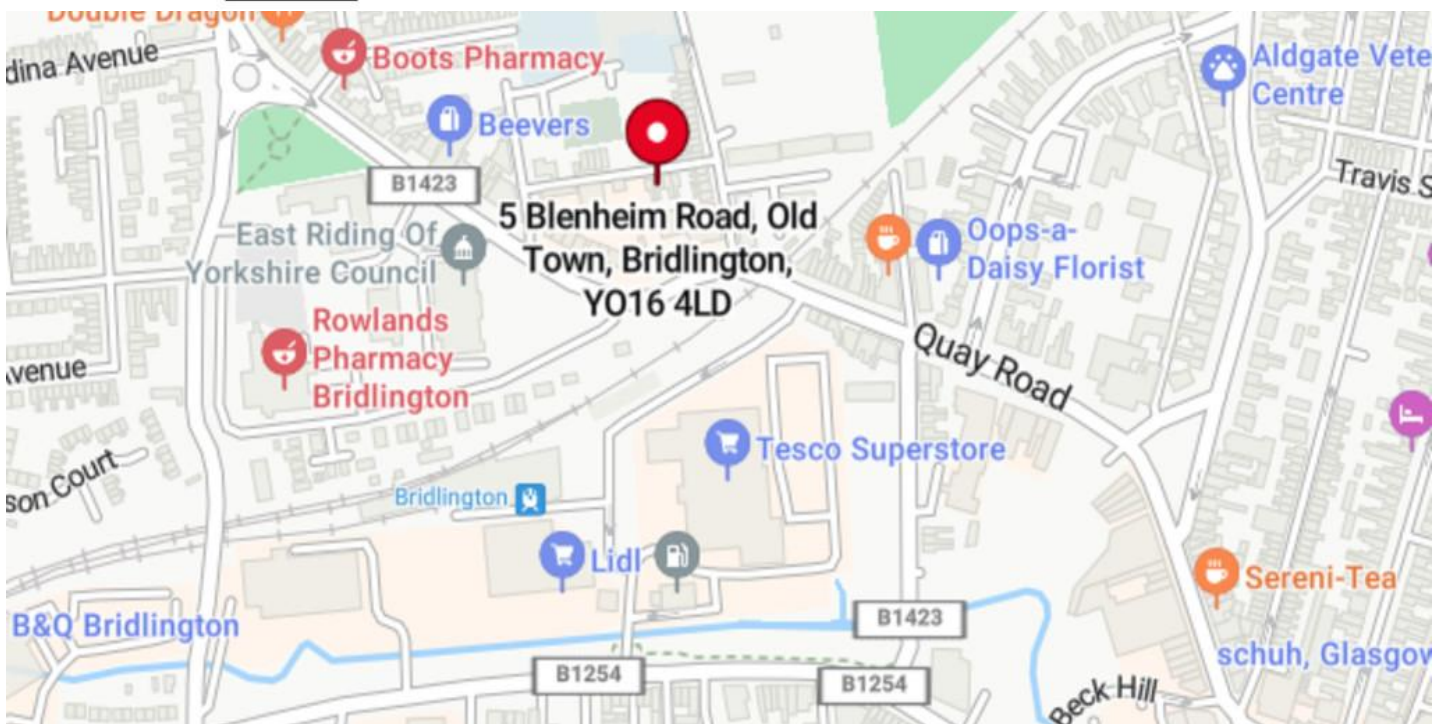 Double Dragon
dina Avenue
Boots Pharmacy
Beevers
Aldgate Vete
Centre
B1423
Travis S
5 Blenheim Road, Old
Town, Bridlington,
YO16 4LD
East Riding Of
Yorkshire Council
Oops-a-
Daisy Florist
Rowlands
Pharmacy
Bridlington
Quay Road
venue
Tesco Superstore
son Court
Bridlington
Lidl
Sereni-Tea
B&Q Bridlington
B1423
schuh, Glasgow
B1254
B1254
Beck Hill